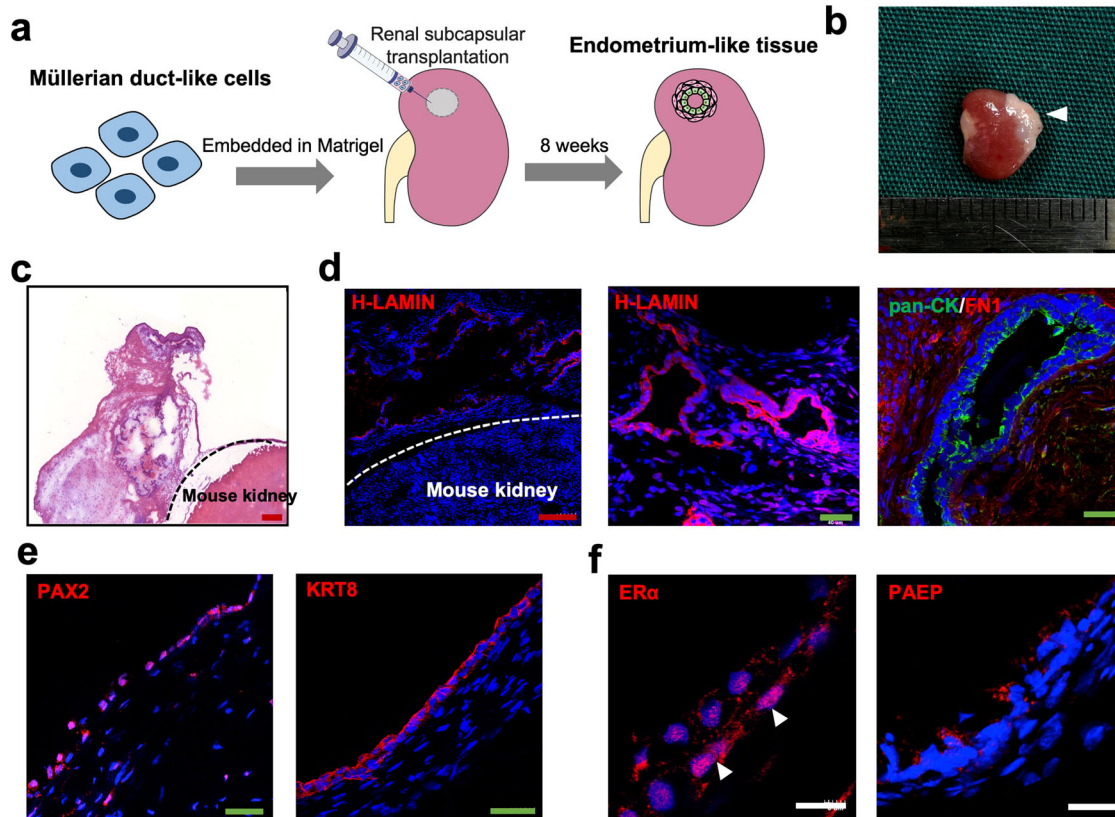 a
Müllerian duct-like cells
Embedded in Matrigel
Renal subcapsular
transplantation
8 weeks
Endometrium-like tissue
b
c
Mouse kidney
d
H-LAMIN
Mouse kidney
H-LAMIN
pan-CK/FN1
e
PAX2
KRT8
f
ERα
PAEP